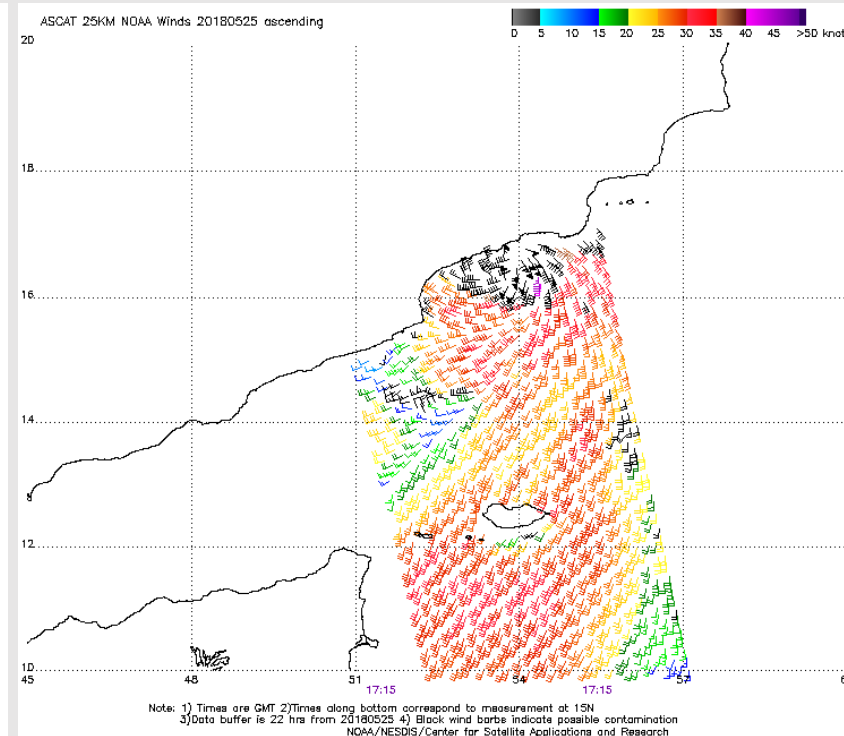 ASCAT 25KM NOAA Winds 20180525 ascending
0 5 10 15 20 25 30 35 40 45 >50 knot
20
18
16
14
12
10
45 48 51 54 57 6
17:15 17:15
Note: 1) Times are GMT 2)Times along bottom correspond to measurement at 15N
3)Data buffer is 22 hrs from 20180525 4) Black wind barbs indicate possible contamination
NOAA/NESDIS/Center for Satellite Applications and Research